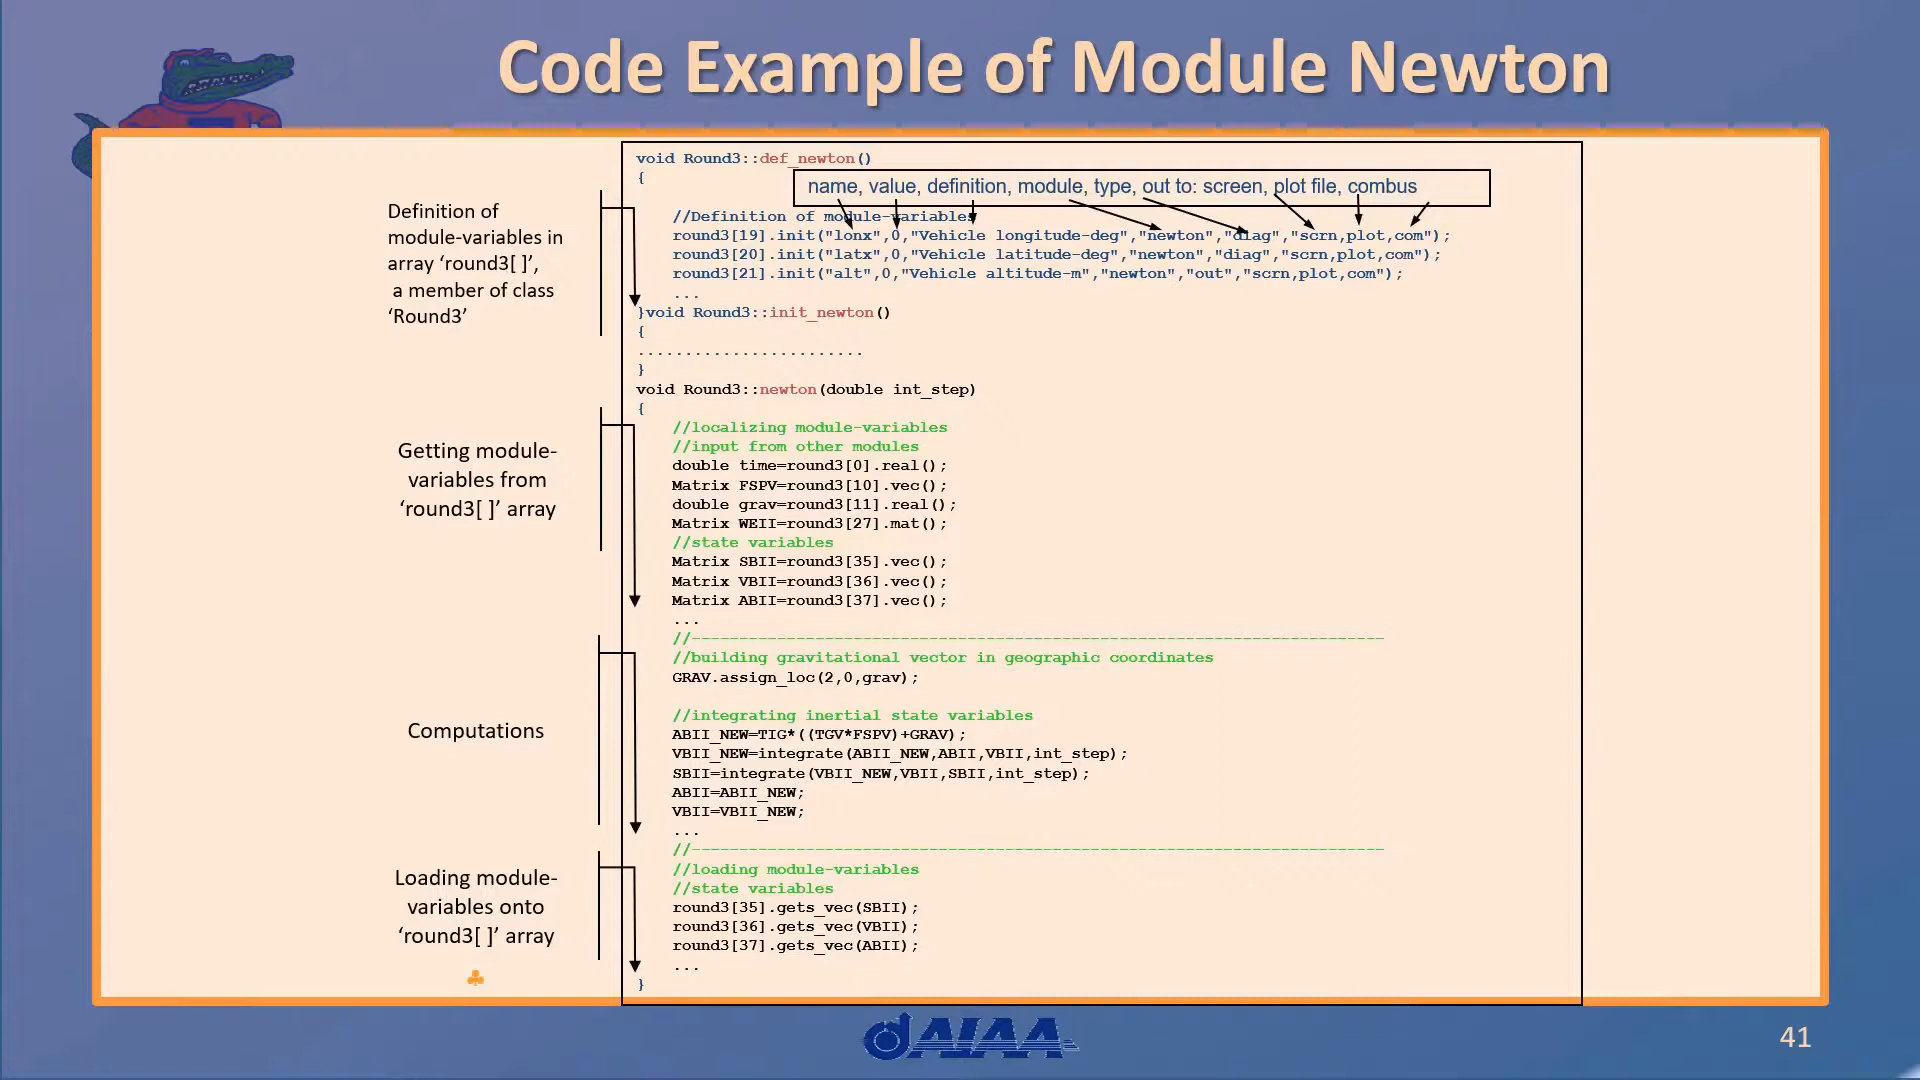 Code Example of Module Newton
Definition of
module-variables in
array ‘round3[ ]’,
a member of class
‘Round3’
Getting module-
variables from
‘round3[ ]’ array
Computations
Loading module-
variables onto
‘round3[ ]’ array
void Round3::def_newton()
{
name, value, definition, module, type, out to: screen, plot file, combus
//Definition of module-variables
round3[19].init("lonx",0,"Vehicle longitude-deg","newton","diag","scrn,plot,com");
round3[20].init("latx",0,"Vehicle latitude-deg","newton","diag","scrn,plot,com");
round3[21].init("alt",0,"Vehicle altitude-m","newton","out","scrn,plot,com");
...
}void Round3::init_newton()
{
........................
}
void Round3::newton(double int_step)
{
//localizing module-variables
//input from other modules
double time=round3[0].real();
Matrix FSPV=round3[10].vec();
double grav=round3[11].real();
Matrix WEII=round3[27].mat();
//state variables
Matrix SBII=round3[35].vec();
Matrix VBII=round3[36].vec();
Matrix ABII=round3[37].vec();
...
//-------------------------------------------------------------------------
//building gravitational vector in geographic coordinates
GRAV.assign_loc(2,0,grav);
//integrating inertial state variables
ABII_NEW=TIG*((TGV*FSPV)+GRAV);
VBII_NEW=integrate(ABII_NEW,ABII,VBII,int_step);
SBII=integrate(VBII_NEW,VBII,SBII,int_step);
ABII=ABII_NEW;
VBII=VBII_NEW;
...
//-------------------------------------------------------------------------
//loading module-variables
//state variables
round3[35].gets_vec(SBII);
round3[36].gets_vec(VBII);
round3[37].gets_vec(ABII);
...
}
AIAA
41